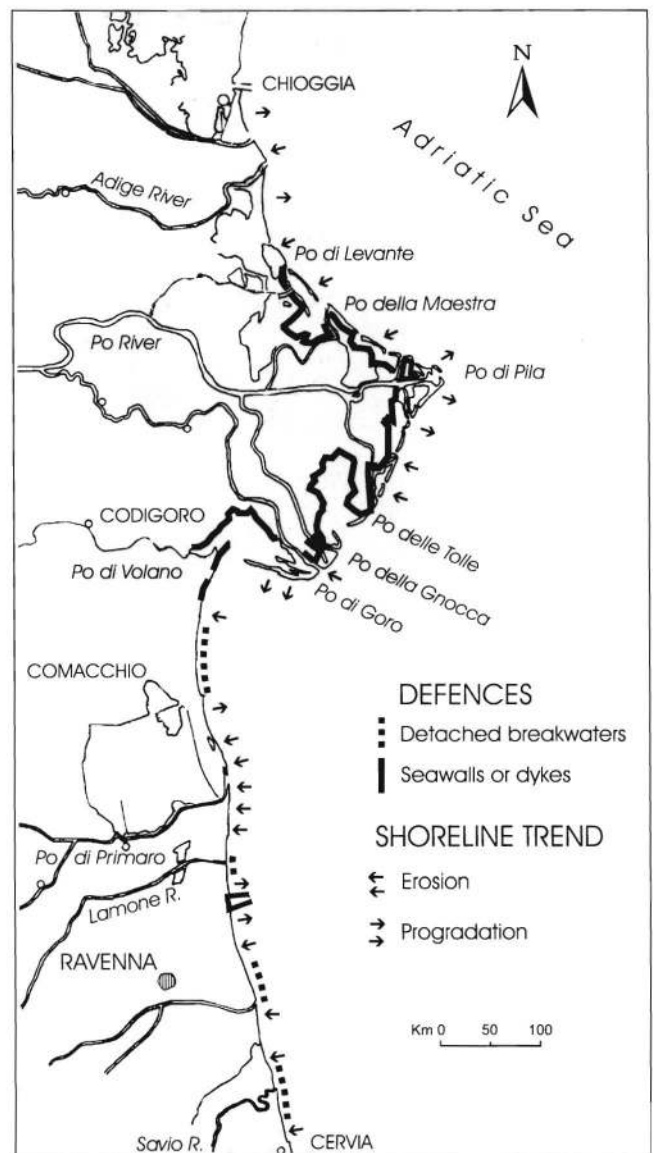 N
CHIOGGIA
Adriatic Sea
Adige River
Po di Levante
Po della Maestra
Po River
Po di Pila
CODIGORO
Po delle Tolle
Po di Volano
Po della Gnocca
Po di Goro
COMACCHIO
DEFENCES
Detached breakwaters
Seawalls or dykes
SHORELINE TREND
Po di Primaro
Erosion
Lamone R.
Progradation
RAVENNA
Km 0 50 100
Savio R.
CERVIA